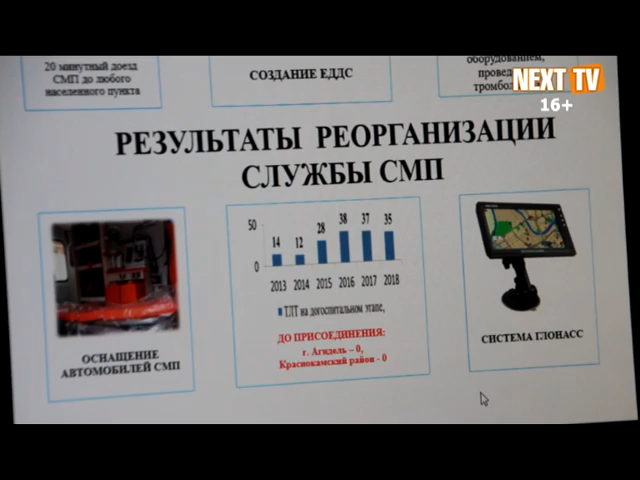 20 минутный доезд
СМП до любого
населенного пункта
СОЗДАНИЕ ЕДДС
оборудованием,
NEXT TV
16+
РЕЗУЛЬТАТЫ РЕОРГАНИЗАЦИИ
СЛУЖБЫ СМП
50
0
14 12 28 38 37 35
2013 2014 2015 2016 2017 2018
ТЛТ на догоспитальном этапе,
ДО ПРИСОЕДИНЕНИЯ:
г. Агидель – 0,
Краснокамский район - 0
ОСНАЩЕНИЕ
АВТОМОБИЛЕЙ СМП
СИСТЕМА ГЛОНАСС